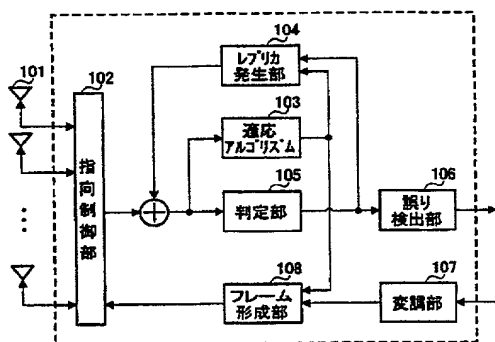 101
102
指向制御部
104
レプリカ
発生部
103
適応
アルゴリズム
105
判定部
106
誤り
検出部
108
フレーム
形成部
107
変調部